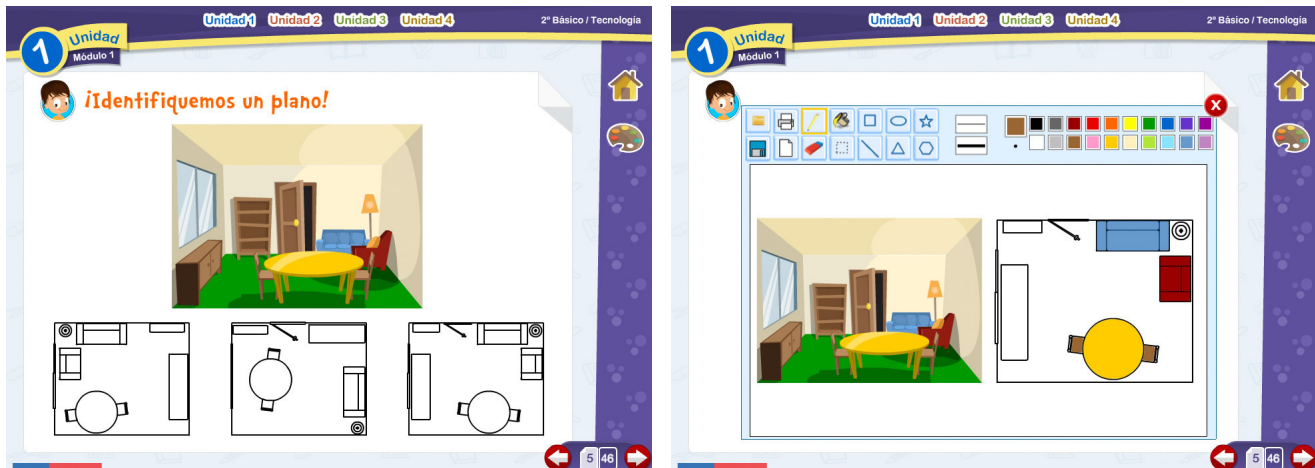 Unidad 1 Unidad 2 Unidad 3 Unidad 4
2º Básico / Tecnología
1 Unidad
Módulo 1
¡Identifiquemos un plano!
5 46
Unidad 1 Unidad 2 Unidad 3 Unidad 4
2º Básico / Tecnología
1 Unidad
Módulo 1
X
5 46